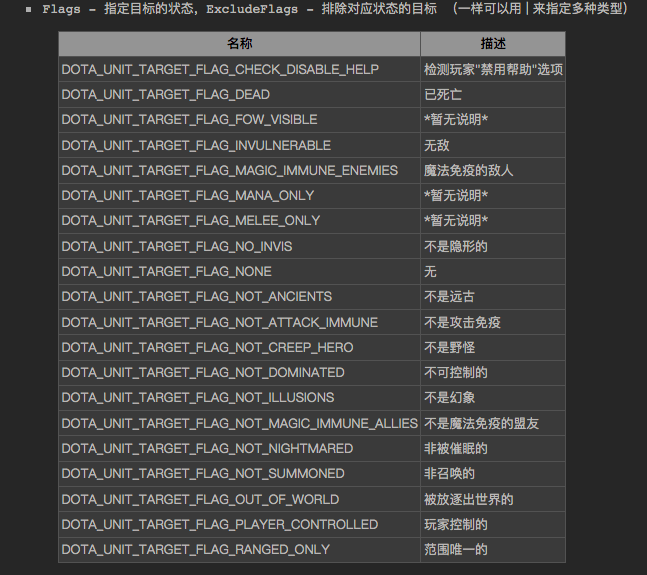 Flags - 指定目标的状态，ExcludeFlags - 排除对应状态的目标 （一样可以用 | 来指定多种类型）
名称 描述
DOTA_UNIT_TARGET_FLAG_CHECK_DISABLE_HELP 检测玩家"禁用帮助"选项
DOTA_UNIT_TARGET_FLAG_DEAD 已死亡
DOTA_UNIT_TARGET_FLAG_FOW_VISIBLE *暂无说明*
DOTA_UNIT_TARGET_FLAG_INVULNERABLE 无敌
DOTA_UNIT_TARGET_FLAG_MAGIC_IMMUNE_ENEMIES 魔法免疫的敌人
DOTA_UNIT_TARGET_FLAG_MANA_ONLY *暂无说明*
DOTA_UNIT_TARGET_FLAG_MELEE_ONLY *暂无说明*
DOTA_UNIT_TARGET_FLAG_NO_INVIS 不是隐形的
DOTA_UNIT_TARGET_FLAG_NONE 无
DOTA_UNIT_TARGET_FLAG_NOT_ANCIENTS 不是远古
DOTA_UNIT_TARGET_FLAG_NOT_ATTACK_IMMUNE 不是攻击免疫
DOTA_UNIT_TARGET_FLAG_NOT_CREEP_HERO 不是野怪
DOTA_UNIT_TARGET_FLAG_NOT_DOMINATED 不可控制的
DOTA_UNIT_TARGET_FLAG_NOT_ILLUSIONS 不是幻象
DOTA_UNIT_TARGET_FLAG_NOT_MAGIC_IMMUNE_ALLIES 不是魔法免疫的盟友
DOTA_UNIT_TARGET_FLAG_NOT_NIGHTMARED 非被催眠的
DOTA_UNIT_TARGET_FLAG_NOT_SUMMONED 非召唤的
DOTA_UNIT_TARGET_FLAG_OUT_OF_WORLD 被放逐出世界的
DOTA_UNIT_TARGET_FLAG_PLAYER_CONTROLLED 玩家控制的
DOTA_UNIT_TARGET_FLAG_RANGED_ONLY 范围唯一的